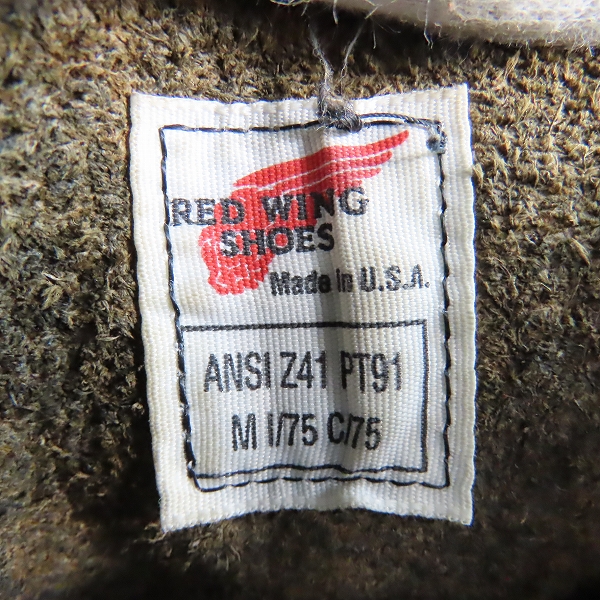 RED WING
SHOES
Made in U.S.A.
ANSI Z41 PT91
M I/75 C/75